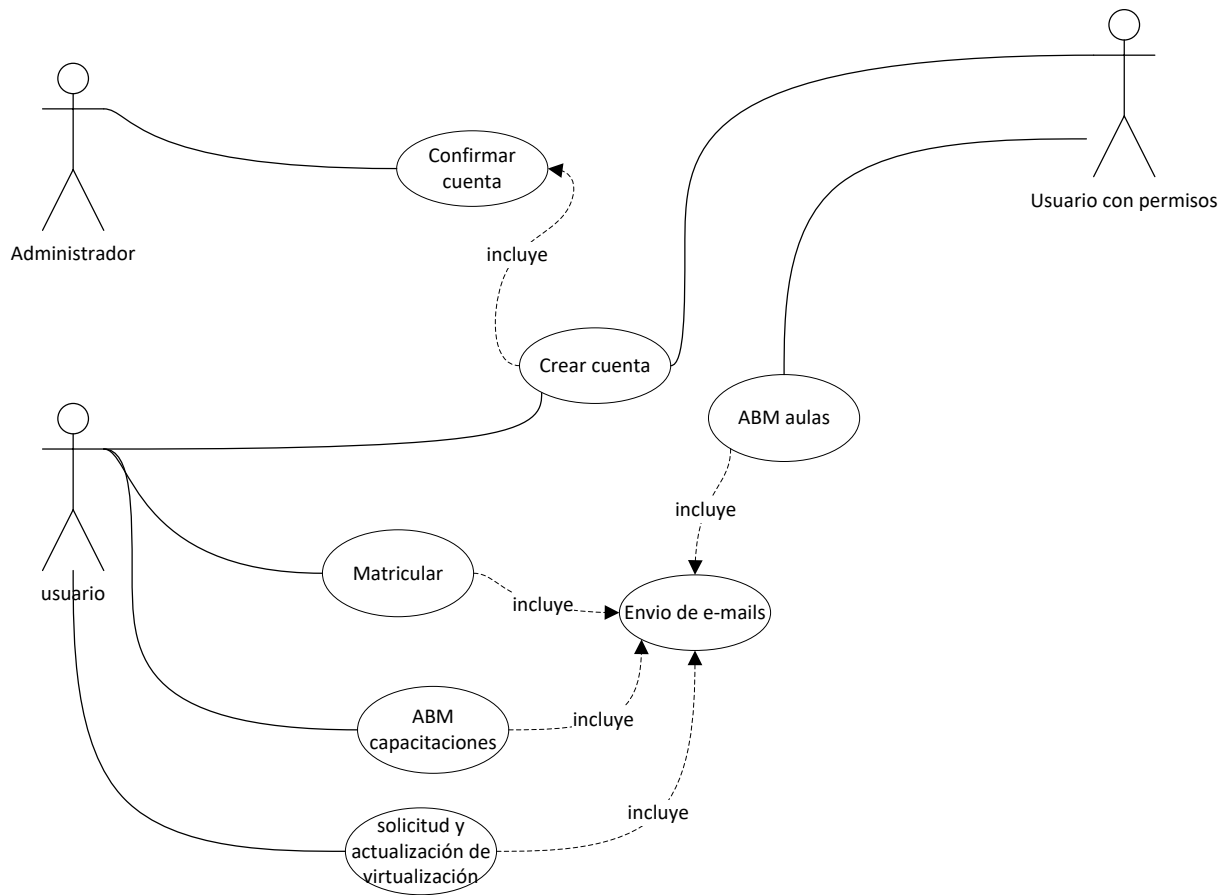 Confirmar
cuenta
Usuario con permisos
Administrador
incluye
Crear cuenta
ABM aulas
incluye
Matricular
usuario
incluye
Envio de e-mails
ABM
capacitaciones
incluye
incluye
solicitud y
actualización de
virtualización